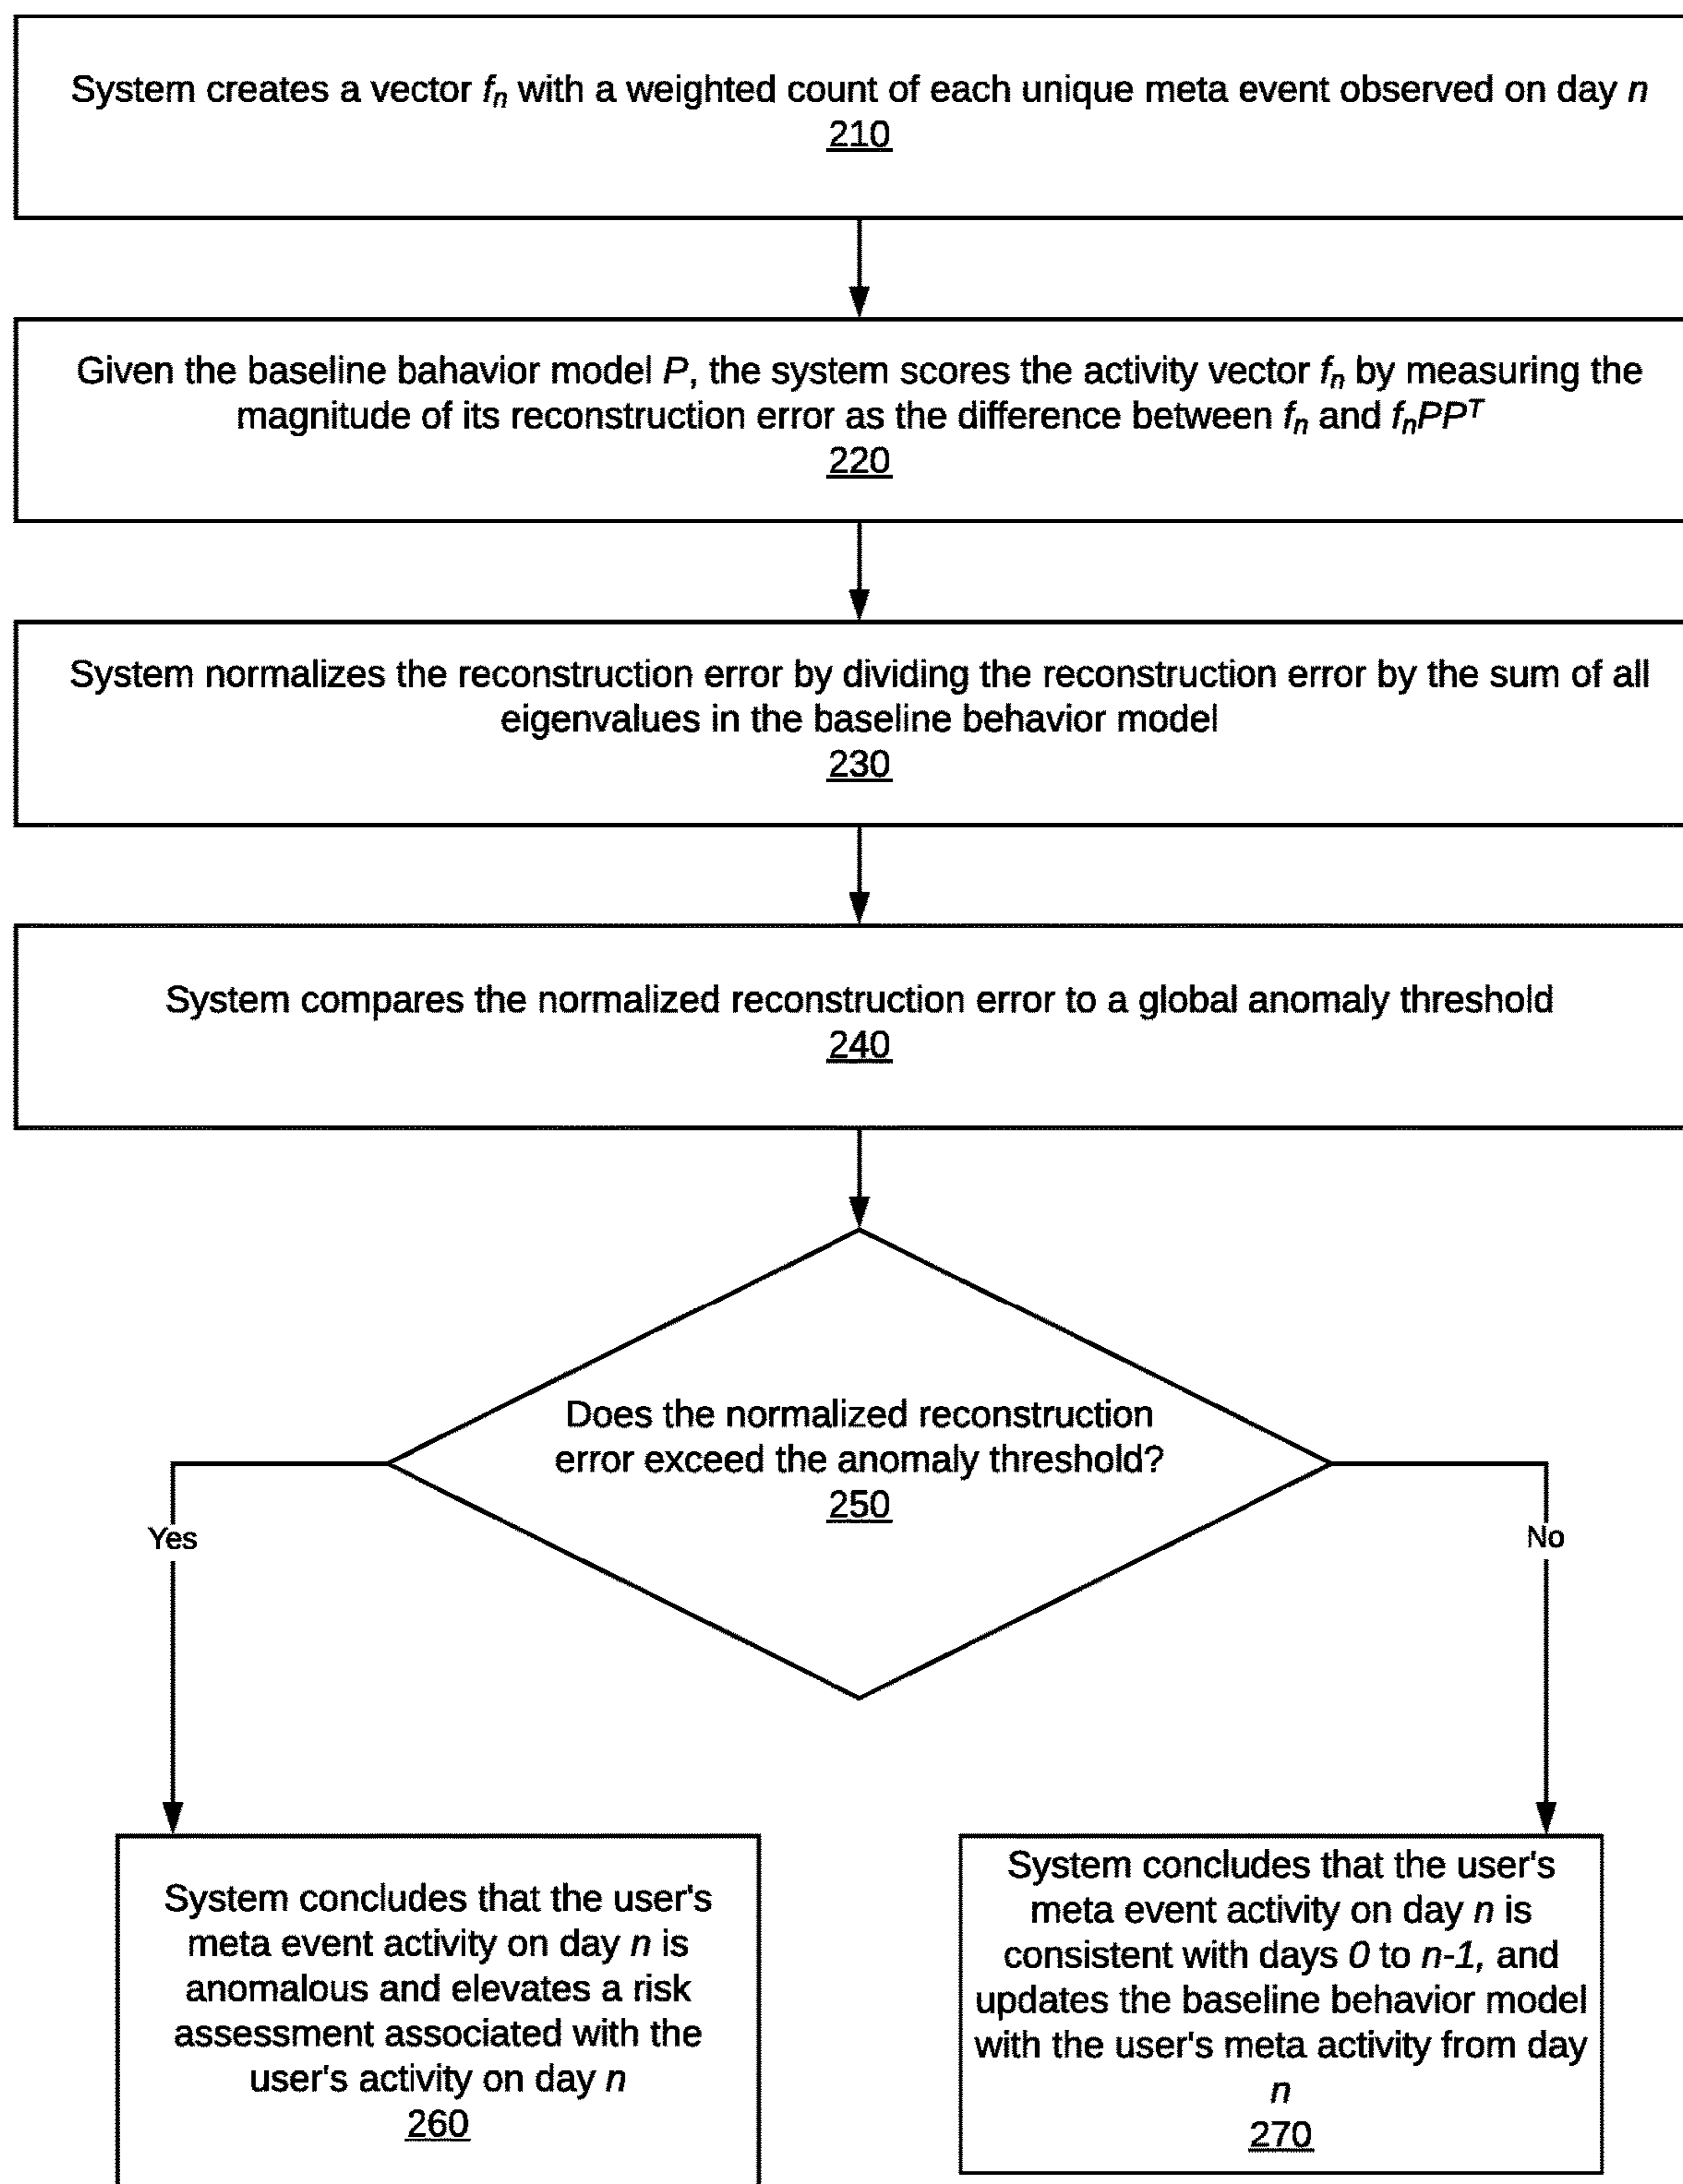 System creates a vector fn with a weighted count of each unique meta event observed on day n
210
Given the baseline bahavior model P, the system scores the activity vector fn by measuring the
magnitude of its reconstruction error as the difference between fn and fnPPT
220
System normalizes the reconstruction error by dividing the reconstruction error by the sum of all
eigenvalues in the baseline behavior model
230
System compares the normalized reconstruction error to a global anomaly threshold
240
Does the normalized reconstruction
error exceed the anomaly threshold?
250
Yes
No
System concludes that the user's
meta event activity on day n is
anomalous and elevates a risk
assessment associated with the
user's activity on day n
260
System concludes that the user's
meta event activity on day n is
consistent with days 0 to n-1, and
updates the baseline behavior model
with the user's meta activity from day
n
270